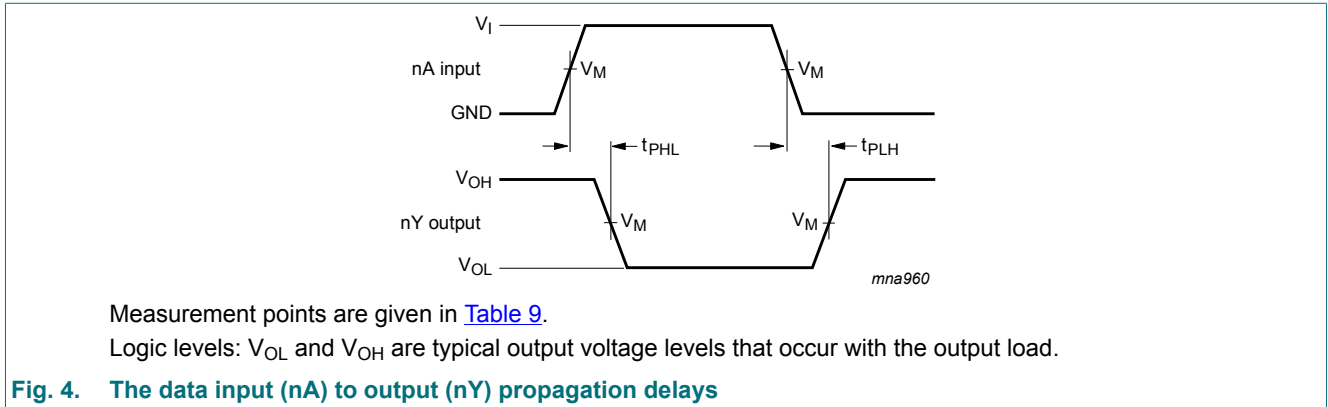 VI
nA input
VM
VM
GND
tPHL
tPLH
VOH
nY output
VM
VM
VOL
mna960
Measurement points are given in Table 9.
Logic levels: VOL and VOH are typical output voltage levels that occur with the output load.
Fig. 4. The data input (nA) to output (nY) propagation delays